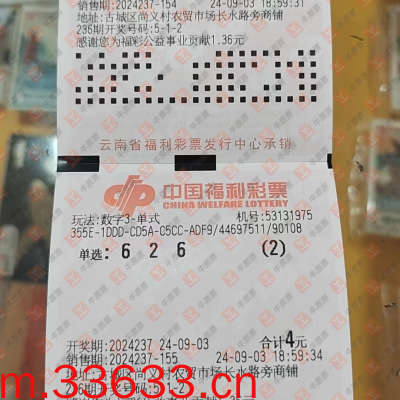 销售期:2024237-154 24-09-03 18:59:31
地址:古城区尚义村农贸市场长水路旁商铺
236期开奖号码:5-1-2
感谢您为福彩公益事业贡献1.36元
云南省福利彩票发行中心承销
中国福利彩票
CHINA WELFARE LOTTERY
玩法:数字3-单式 机号:53131975
355E-1DDD-CD5A-C5CC-ADF9/44697511/90108
单选: 6 2 6 (2)
开奖期:2024237 24-09-03 合计4元
销售期:2024237-155 24-09-03 18:59:34
地址:古城区尚义村农贸市场长水路旁商铺
m.33633.cn